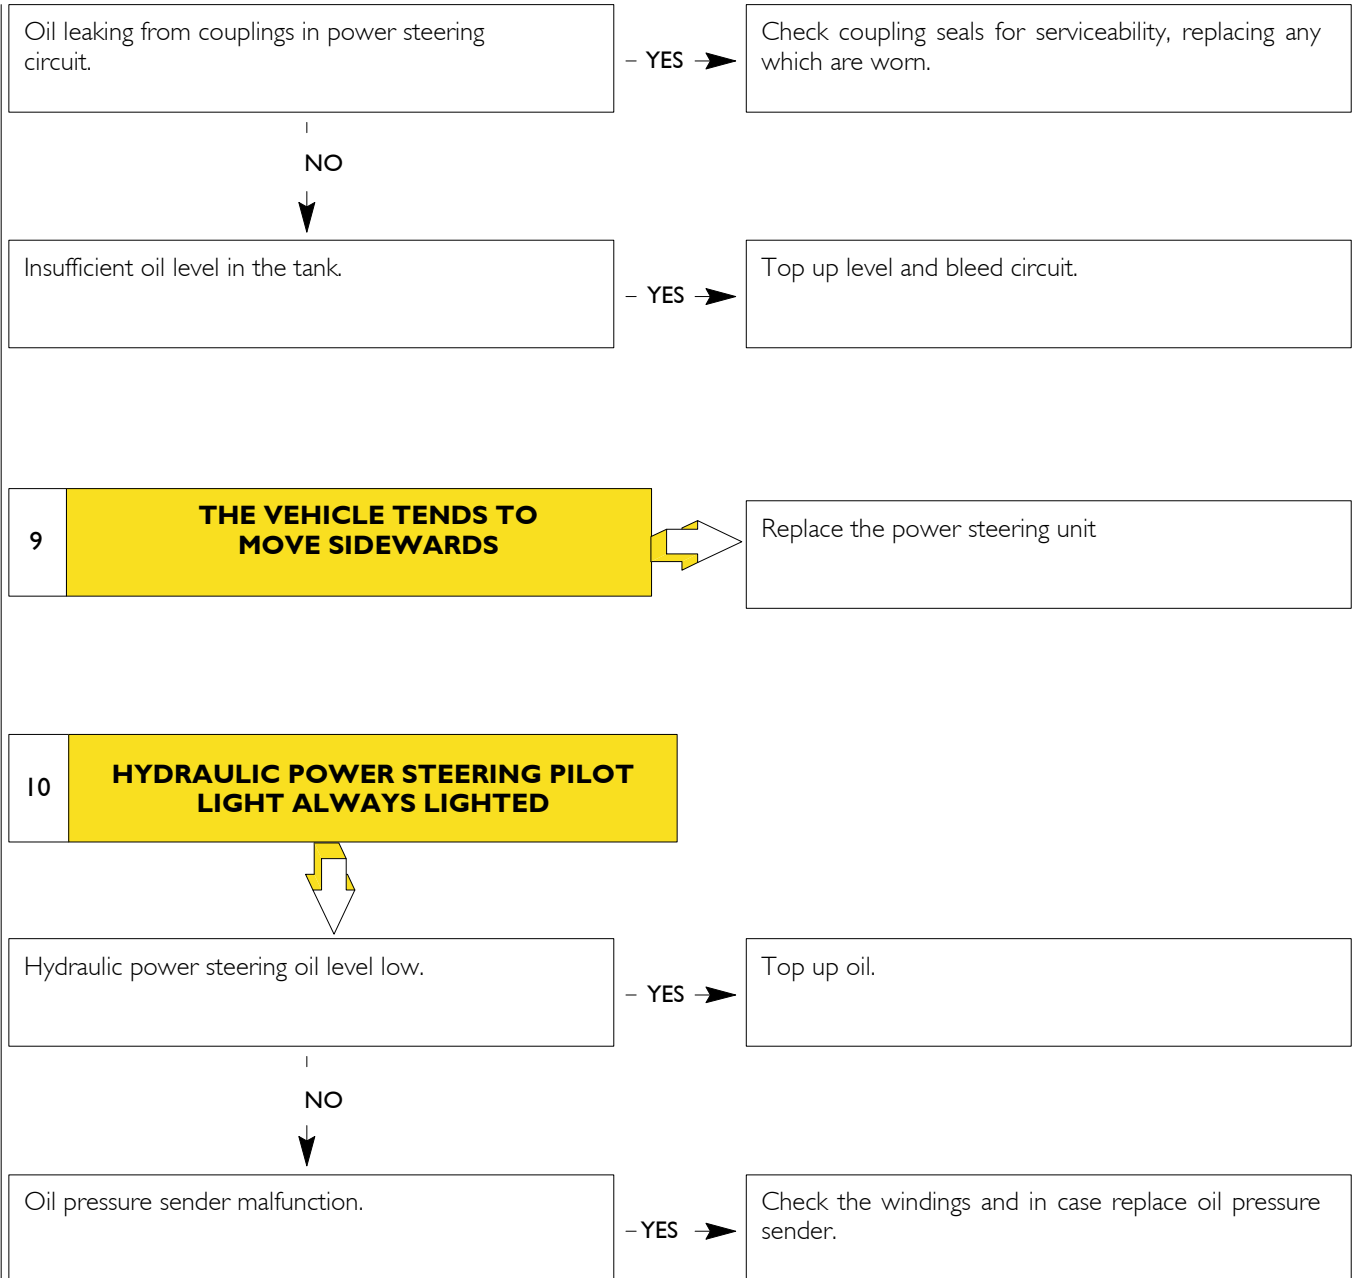 Oil leaking from couplings in power steering
circuit.
– YES
Check coupling seals for serviceability, replacing any
which are worn.
NO
Insufficient oil level in the tank.
– YES
Top up level and bleed circuit.
9
THE VEHICLE TENDS TO
MOVE SIDEWARDS
Replace the power steering unit
10
HYDRAULIC POWER STEERING PILOT
LIGHT ALWAYS LIGHTED
Hydraulic power steering oil level low.
– YES
Top up oil.
NO
Oil pressure sender malfunction.
– YES
Check the windings and in case replace oil pressure
sender.